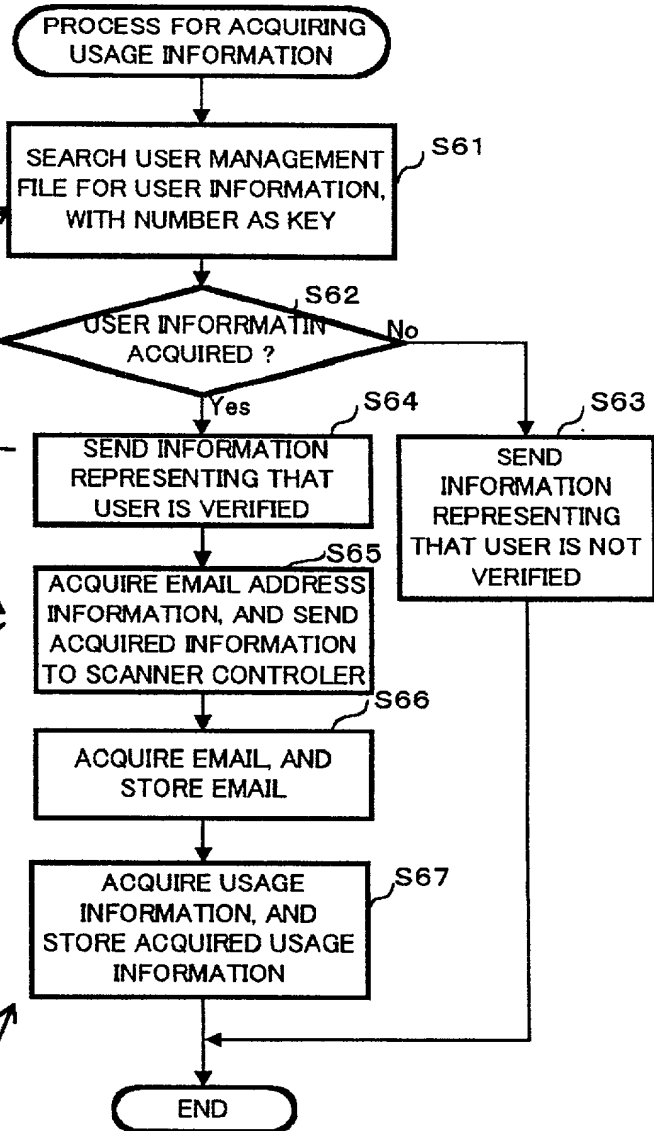 PROCESS FOR ACQUIRING
USAGE INFORMATION
SEARCH USER MANAGEMENT
FILE FOR USER INFORMATION,
WITH NUMBER AS KEY
S61
S62
USER INFORRMATIN
ACQUIRED ?
No
Yes
S64
SEND INFORMATION
REPRESENTING THAT
USER IS VERIFIED
S63
SEND
INFORMATION
REPRESENTING
THAT USER IS NOT
VERIFIED
S65
ACQUIRE EMAIL ADDRESS
INFORMATION, AND SEND
ACQUIRED INFORMATION
TO SCANNER CONTROLER
S66
ACQUIRE EMAIL, AND
STORE EMAIL
S67
ACQUIRE USAGE
INFORMATION, AND
STORE ACQUIRED USAGE
INFORMATION
END